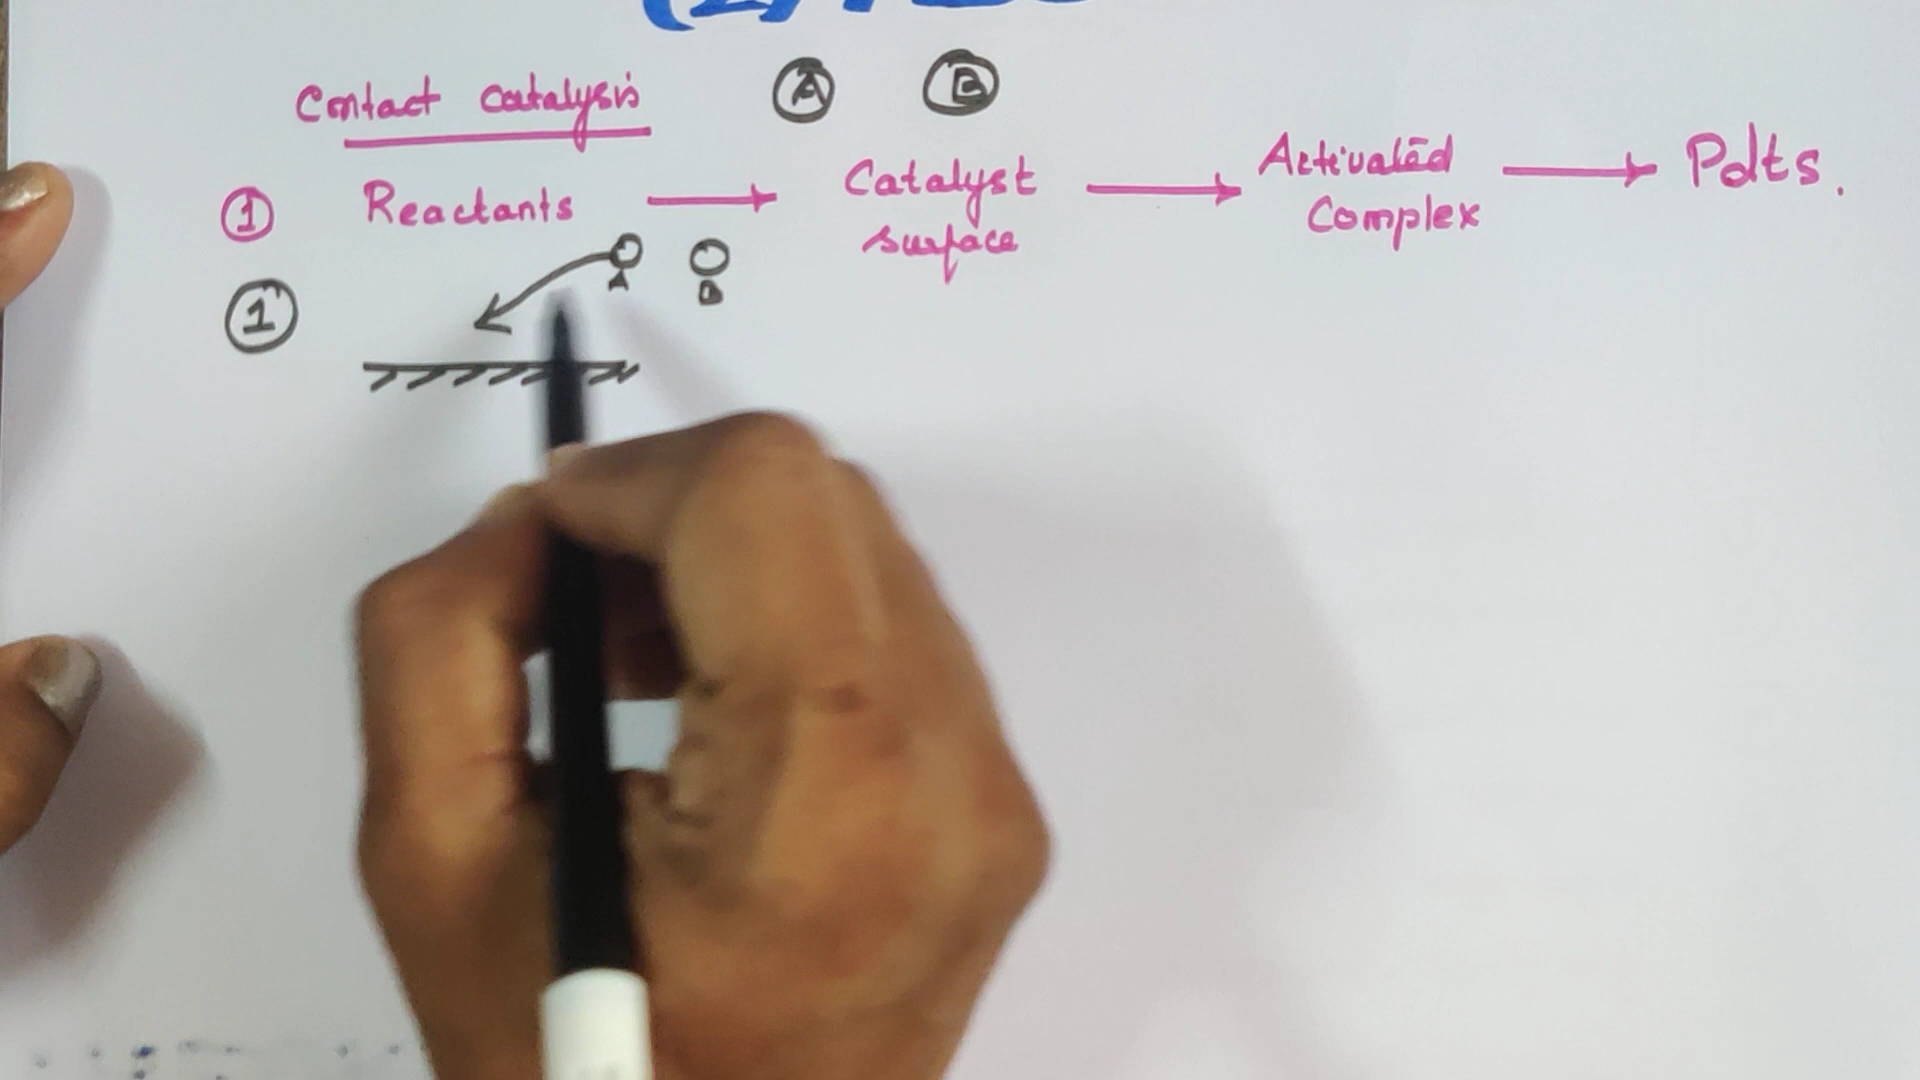 A B
Contact catalysis
1 Reactants → Catalyst surface → Activated Complex → Pdts.
1
A B